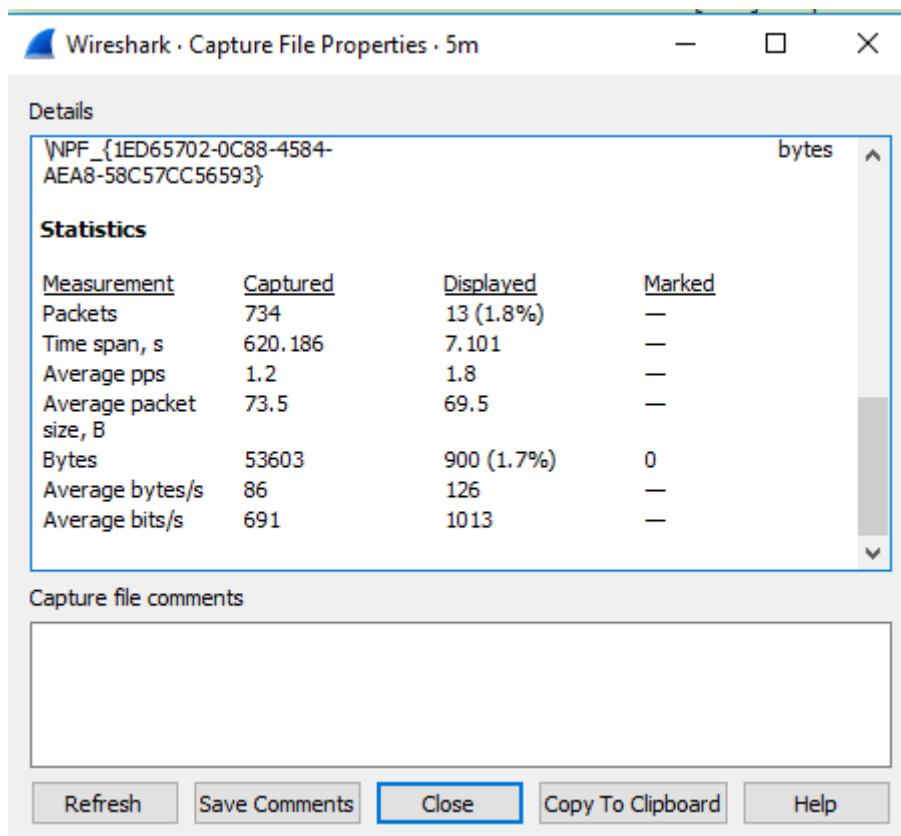 Wireshark · Capture File Properties · 5m
Details
\NPF_{1ED65702-0C88-4584- bytes
AEA8-58C57CC56593}
Statistics
Measurement Captured Displayed Marked
Packets 734 13 (1.8%) —
Time span, s 620.186 7.101 —
Average pps 1.2 1.8 —
Average packet 73.5 69.5 —
size, B
Bytes 53603 900 (1.7%) 0
Average bytes/s 86 126 —
Average bits/s 691 1013 —
Capture file comments
Refresh Save Comments Close Copy To Clipboard Help